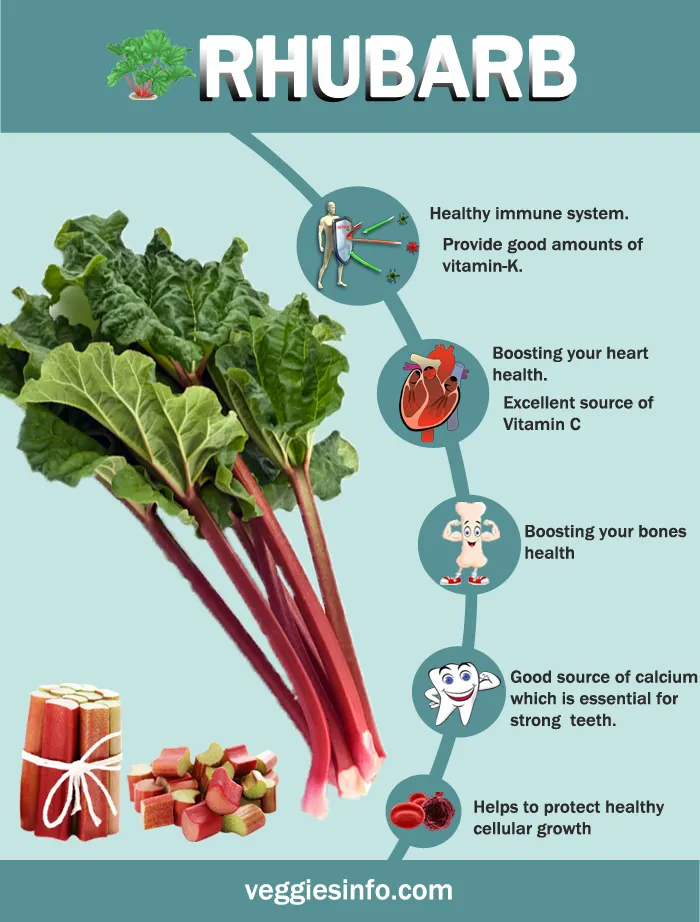 RHUBARB
Healthy immune system.
Provide good amounts of
vitamin-K.
Boosting your heart
health.
Excellent source of
Vitamin C
Boosting your bones
health
Good source of calcium
which is essential for
strong teeth.
Helps to protect healthy
cellular growth
veggiesinfo.com